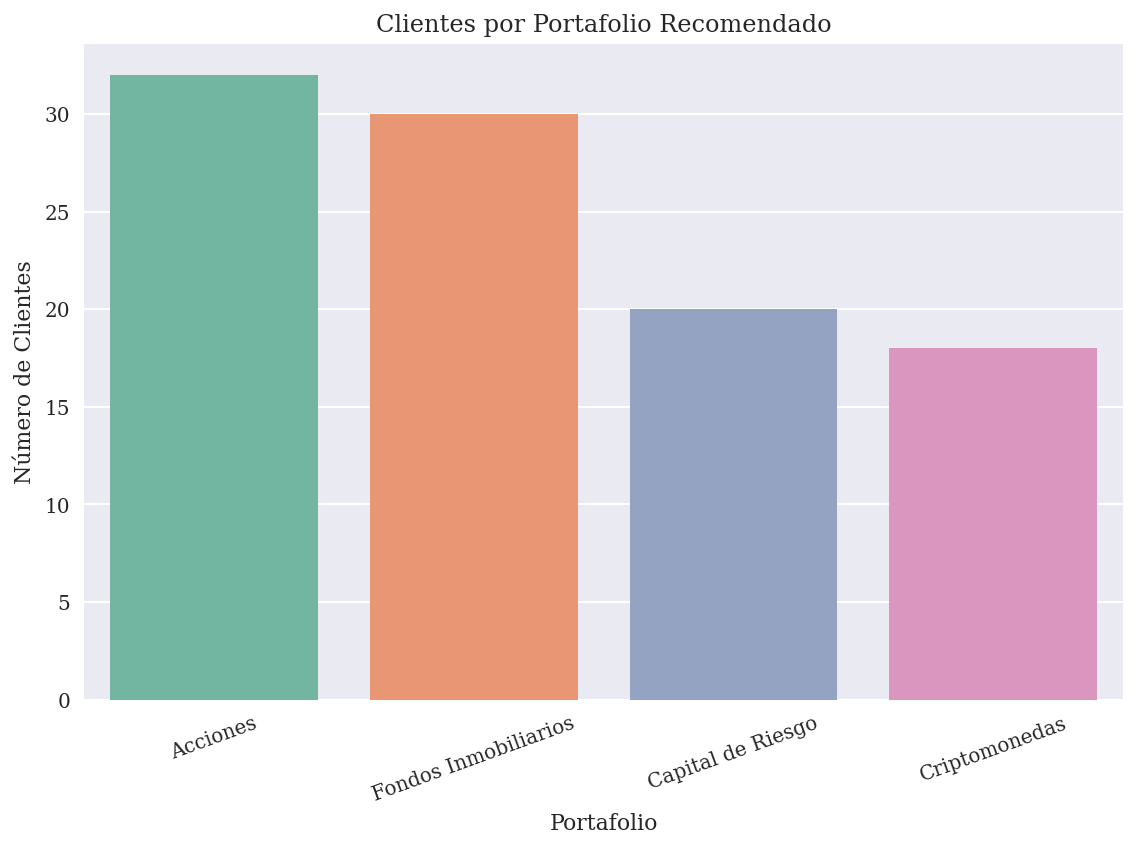 Clientes por Portafolio Recomendado
Número de Clientes
30
25
20
15
10
5
0
Acciones
Fondos Inmobiliarios
Capital de Riesgo
Criptomonedas
Portafolio